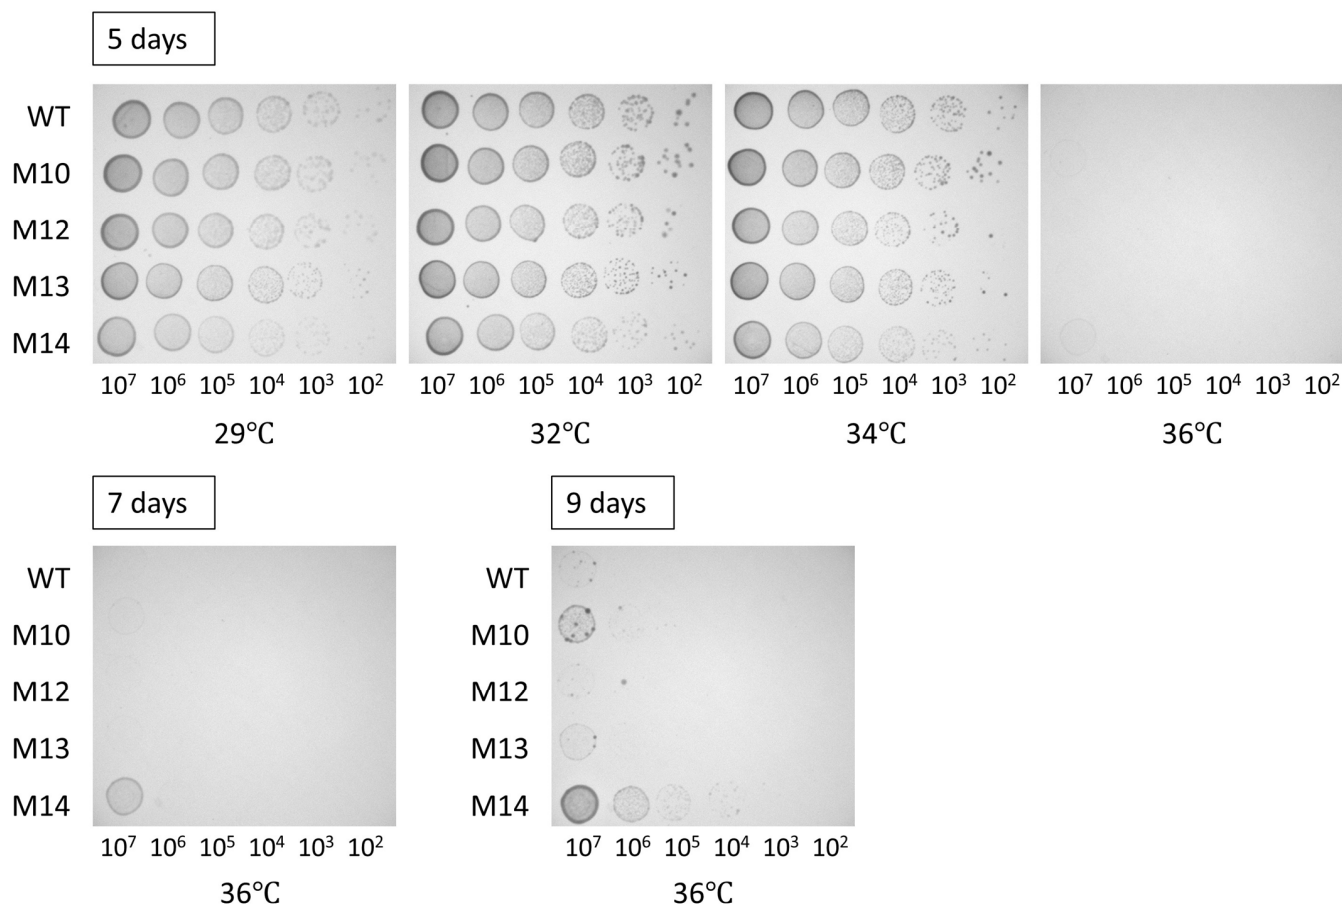 5 days
WT
M10
M12
M13
M14
10⁷ 10⁶ 10⁵ 10⁴ 10³ 10² 10⁷ 10⁶ 10⁵ 10⁴ 10³ 10² 10⁷ 10⁶ 10⁵ 10⁴ 10³ 10² 10⁷ 10⁶ 10⁵ 10⁴ 10³ 10²
29℃ 32℃ 34℃ 36℃
7 days
WT
M10
M12
M13
M14
10⁷ 10⁶ 10⁵ 10⁴ 10³ 10²
36℃
9 days
WT
M10
M12
M13
M14
10⁷ 10⁶ 10⁵ 10⁴ 10³ 10²
36℃